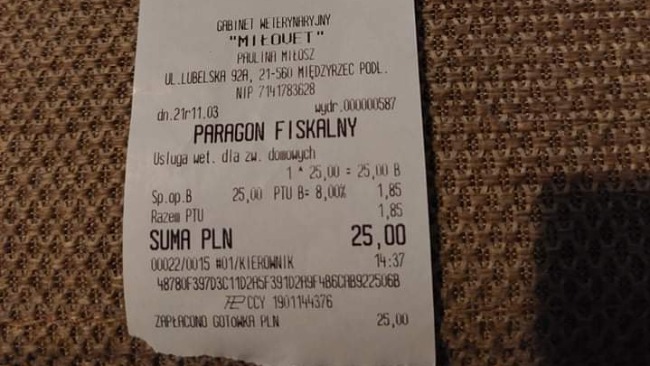 GABINET WETERYNARYJNY
"MIŁOVET"
PAULINA MIŁOSZ
UL.LUBELSKA 92A, 21-560 MIĘDZYRZEC PODL.
NIP 7141783628
dn.21r11.03 wydr.000000587
PARAGON FISKALNY
Usługa wet. dla zw. domowych
1 * 25,00 = 25,00 B
Sp.op.B 25,00 PTU B= 8,00% 1,85
Razem PTU 1,85
SUMA PLN 25,00
00022/0015 #01/KIEROWNIK 14:37
48780F397D3C11D2A5F391D2A9F4B6CAB922506B
CCY 1901144376
ZAPŁACONO GOTÓWKA PLN 25,00